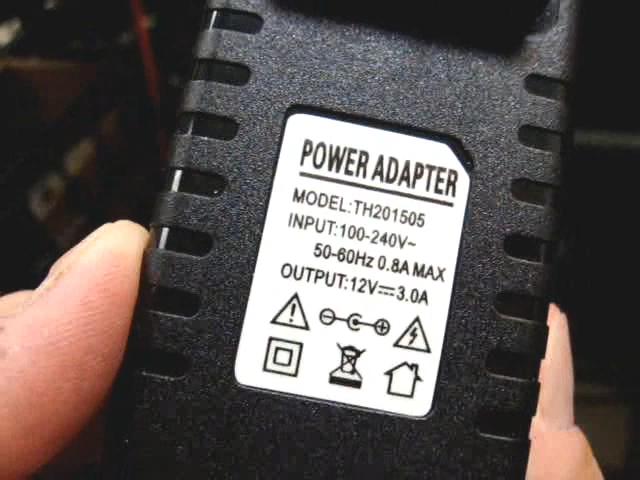 POWER ADAPTER
MODEL:TH201505
INPUT:100-240V~
50-60Hz 0.8A MAX
OUTPUT:12V⎓3.0A